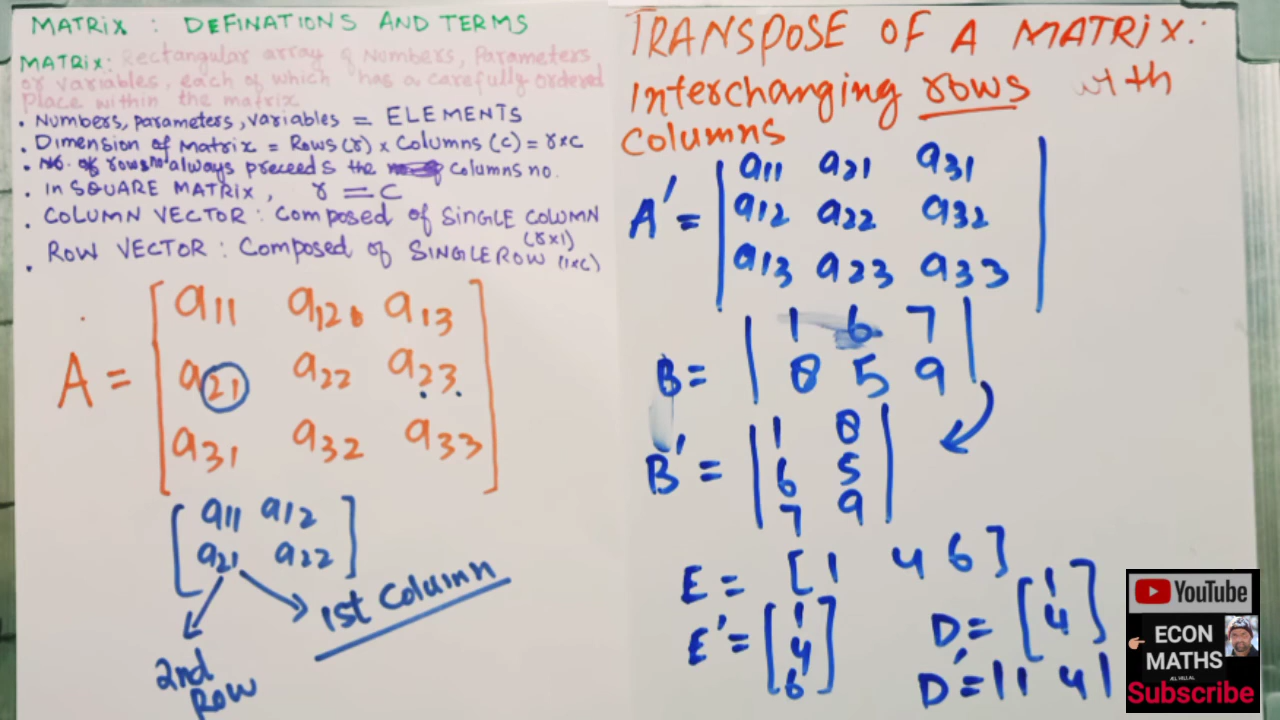 MATRIX : DEFINATIONS AND TERMS
MATRIX: Rectangular array of Numbers, Parameters
or variables, each of which has a carefully ordered
Place within the matrix
• Numbers, parameters, variables = ELEMENTS
• Dimension of Matrix = Rows (r) × Columns (c) = r×c
• No. of rows always preceeds the columns no.
• In SQUARE MATRIX, r = c
• COLUMN VECTOR : Composed of SINGLE COLUMN
(r×1)
• ROW VECTOR : Composed of SINGLE ROW (1×c)
a11 a12 a13
A = a21 a22 a23
a31 a32 a33
a11 a12
a21 a22
1st Column
2nd
Row
TRANSPOSE OF A MATRIX:
Interchanging rows with
columns
a11 a21 a31
A' = a12 a22 a32
a13 a23 a33
1 6 7
B = 8 5 9
1 8
B' = 6 5
7 9
E = [1 4 6]
1
E' = 4
6
1
D = 4
D' = |1 4|
YouTube
ECON
MATHS
Subscribe